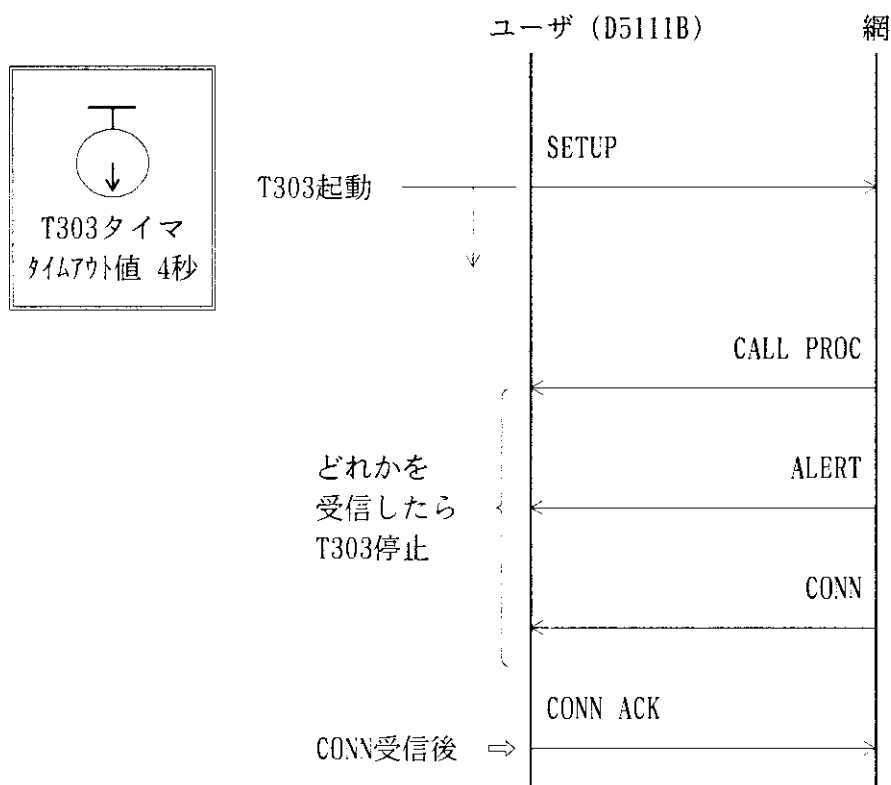 ユーザ (D5111B)
網
T303タイマ
ﾀｲﾑｱｳﾄ値 4秒
SETUP
T303起動
CALL PROC
どれかを
受信したら
T303停止
ALERT
CONN
CONN ACK
CONN受信後 ⇨